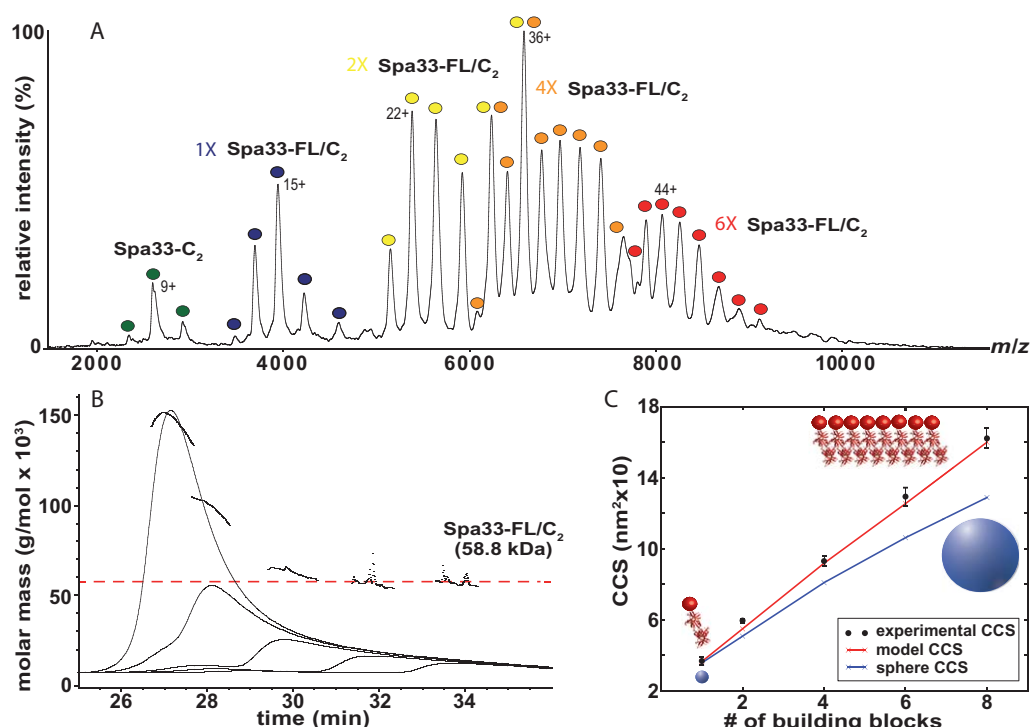 A
100
relative intensity (%)
0
Spa33-C2
9+
1X Spa33-FL/C2
15+
2X Spa33-FL/C2
22+
36+
4X Spa33-FL/C2
44+
6X Spa33-FL/C2
2000 4000 6000 8000 10000 m/z
B
molar mass (g/mol x 10³)
150
100
50
0
Spa33-FL/C2
(58.8 kDa)
26 28 30 32 34
time (min)
C
CCS (nm²x10)
18
14
10
6
2
experimental CCS
model CCS
sphere CCS
2 4 6 8
# of building blocks